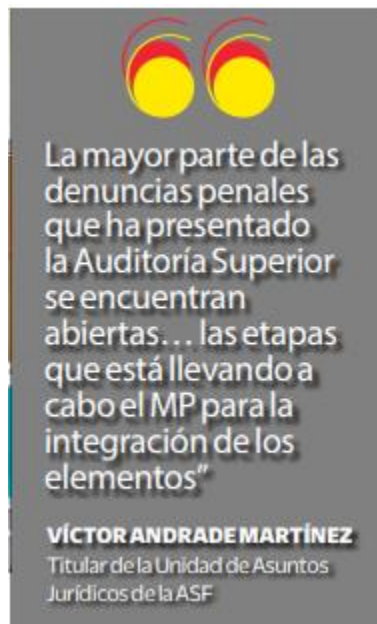 La mayor parte de las
denuncias penales
que ha presentado
la Auditoría Superior
se encuentran
abiertas... las etapas
que está llevando a
cabo el MP para la
integración de los
elementos”
VÍCTOR ANDRADE MARTÍNEZ
Titular de la Unidad de Asuntos
Jurídicos de la ASF